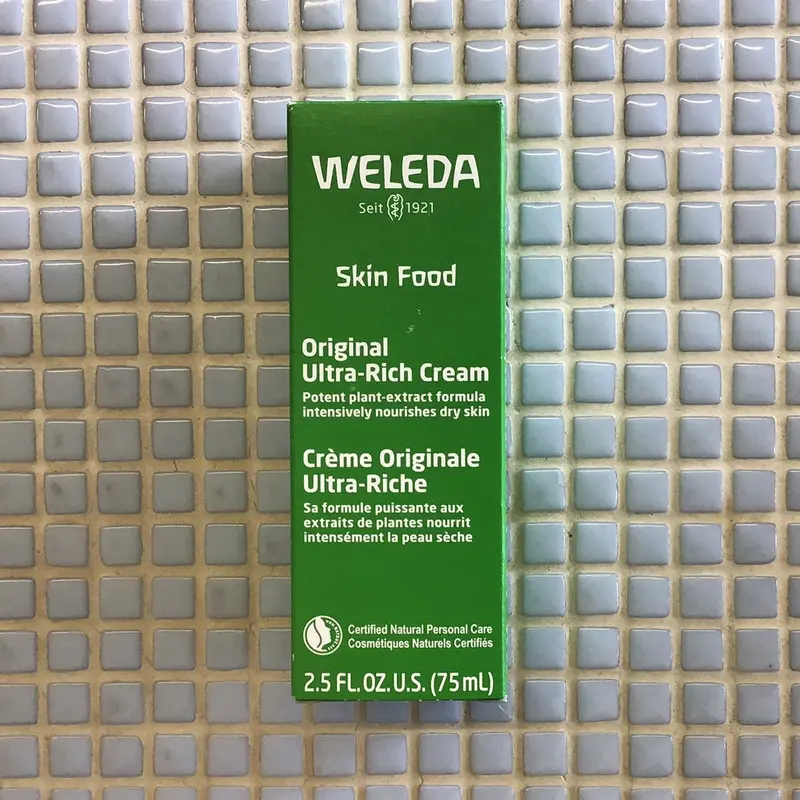 WELEDA
Seit 1921
Skin Food
Original
Ultra-Rich Cream
Potent plant-extract formula
intensively nourishes dry skin
Crème Originale
Ultra-Riche
Sa formule puissante aux
extraits de plantes nourrit
intensément la peau sèche
Certified Natural Personal Care
Cosmétiques Naturels Certifiés
2.5 FL.OZ.U.S. (75mL)